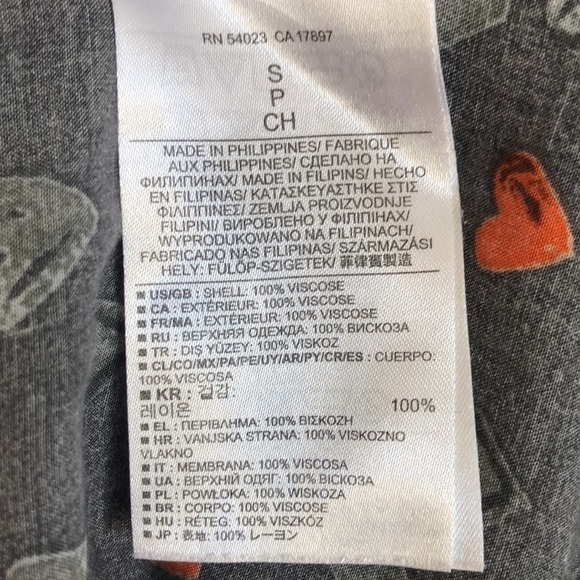 RN 54023 CA 17897
S
P
CH
MADE IN PHILIPPINES/ FABRIQUE
AUX PHILIPPINES/ СДЕЛАНО НА
ФИЛИПИНАХ/ MADE IN FILIPINS/ HECHO
EN FILIPINAS/ ΚΑΤΑΣΚΕΥΑΣΤΗΚΕ ΣΤΙΣ
ΦΙΛΙΠΠΙΝΕΣ/ ZEMLJA PROIZVODNJE
FILIPINI/ ВИРОБЛЕНО У ФІЛІПІНАХ/
WYPRODUKOWANO NA FILIPINACH/
FABRICADO NAS FILIPINAS/ SZÁRMAZÁSI
HELY: FÜLÖP-SZIGETEK/ 菲律賓製造
US/GB : SHELL: 100% VISCOSE
CA : EXTÉRIEUR: 100% VISCOSE
FR/MA : EXTÉRIEUR: 100% VISCOSE
RU : ВЕРХНЯЯ ОДЕЖДА: 100% ВИСКОЗА
TR : DIŞ YÜZEY: 100% VISKOZ
CL/CO/MX/PA/PE/UY/AR/PY/CR/ES : CUERPO:
100% VISCOSA
KR : 겉감:
레이온 100%
EL : ΠΕΡΙΒΛΗΜΑ: 100% ΒΙΣΚΟΖΗ
HR : VANJSKA STRANA: 100% VISKOZNO
VLAKNO
IT : MEMBRANA: 100% VISCOSA
UA : ВЕРХНІЙ ОДЯГ: 100% ВІСКОЗА
PL : POWŁOKA: 100% WISKOZA
BR : CORPO: 100% VISCOSE
HU : RÉTEG: 100% VISZKÓZ
JP : 表地: 100% レーヨン